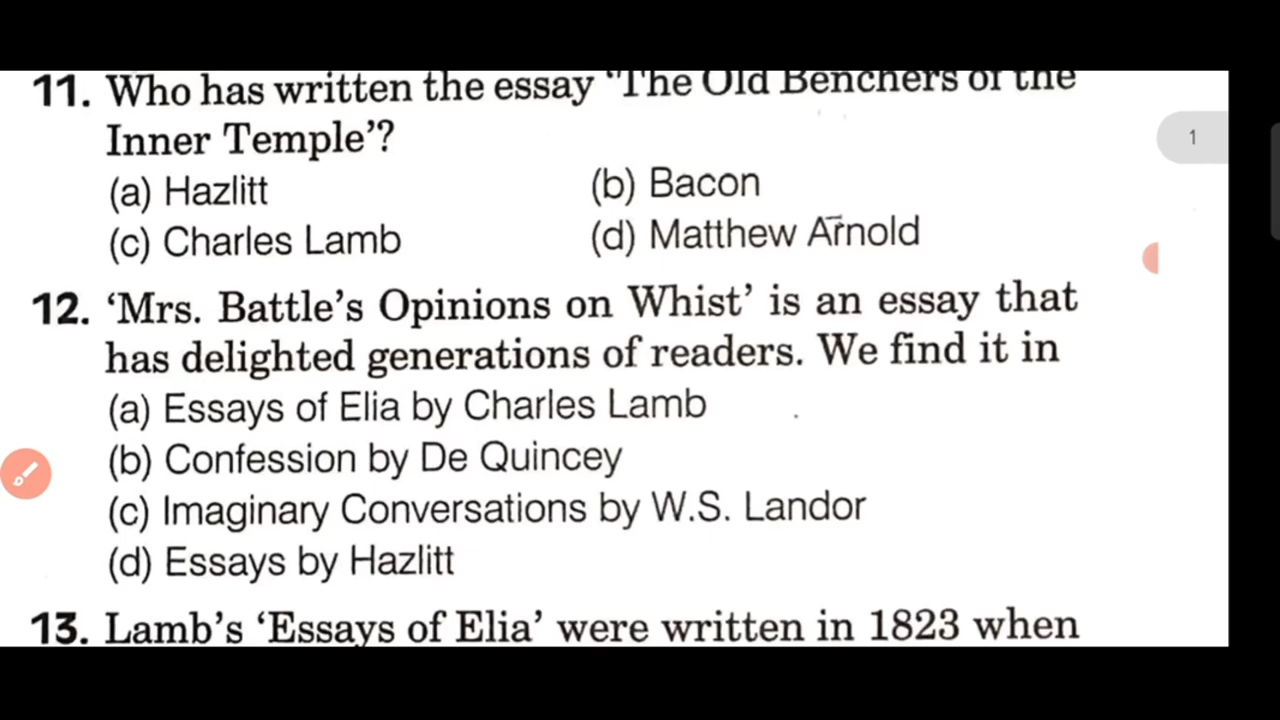 11. Who has written the essay 'The Old Benchers of the
Inner Temple'?
(a) Hazlitt (b) Bacon
(c) Charles Lamb (d) Matthew Arnold
12. 'Mrs. Battle's Opinions on Whist' is an essay that
has delighted generations of readers. We find it in
(a) Essays of Elia by Charles Lamb
(b) Confession by De Quincey
(c) Imaginary Conversations by W.S. Landor
(d) Essays by Hazlitt
13. Lamb's 'Essays of Elia' were written in 1823 when
1